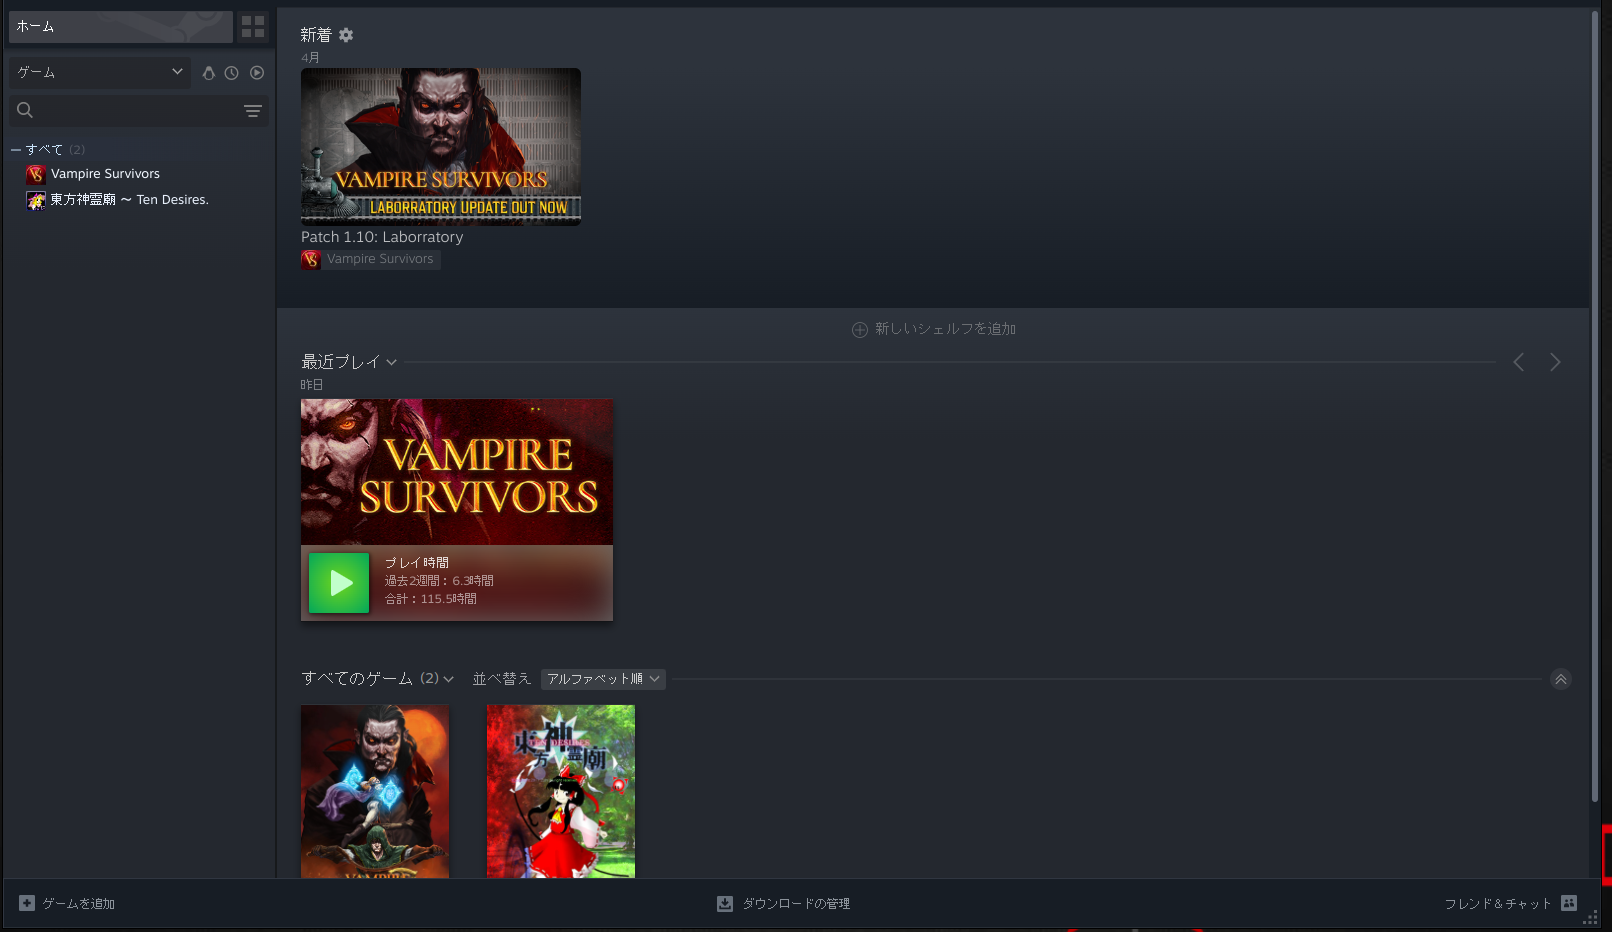 ホーム
ゲーム
すべて (2)
Vampire Survivors
東方神霊廟 ～ Ten Desires.
新着
4月
VAMPIRE SURVIVORS
LABORRATORY UPDATE OUT NOW
Patch 1.10: Laborratory
Vampire Survivors
新しいシェルフを追加
最近プレイ
昨日
VAMPIRE
SURVIVORS
プレイ時間
過去2週間：6.3時間
合計：115.5時間
すべてのゲーム (2) 並べ替え アルファベット順
VAMPIRE
東方神霊廟
TEN DESIRES
ゲームを追加
ダウンロードの管理
フレンド＆チャット